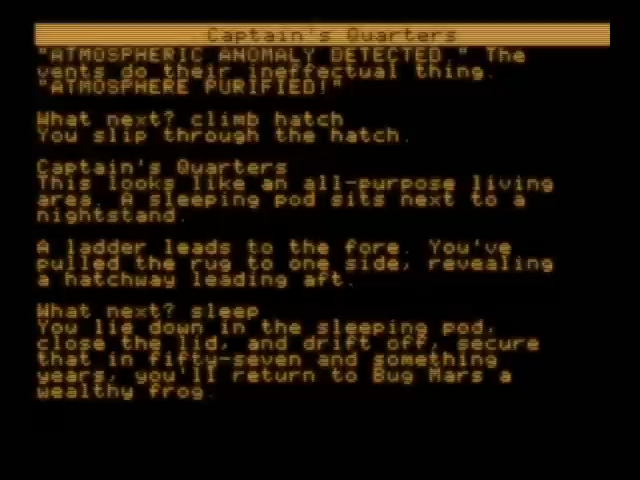 Captain's Quarters
"ATMOSPHERIC ANOMALY DETECTED." The
vents do their ineffectual thing.
"ATMOSPHERE PURIFIED!"
What next? climb hatch
You slip through the hatch.
Captain's Quarters
This looks like an all-purpose living
area. A sleeping pod sits next to a
nightstand.
A ladder leads to the fore. You've
pulled the rug to one side, revealing
a hatchway leading aft.
What next? sleep
You lie down in the sleeping pod,
close the lid, and drift off, secure
that in fifty-seven and something
years, you'll return to Bug Mars a
wealthy frog.